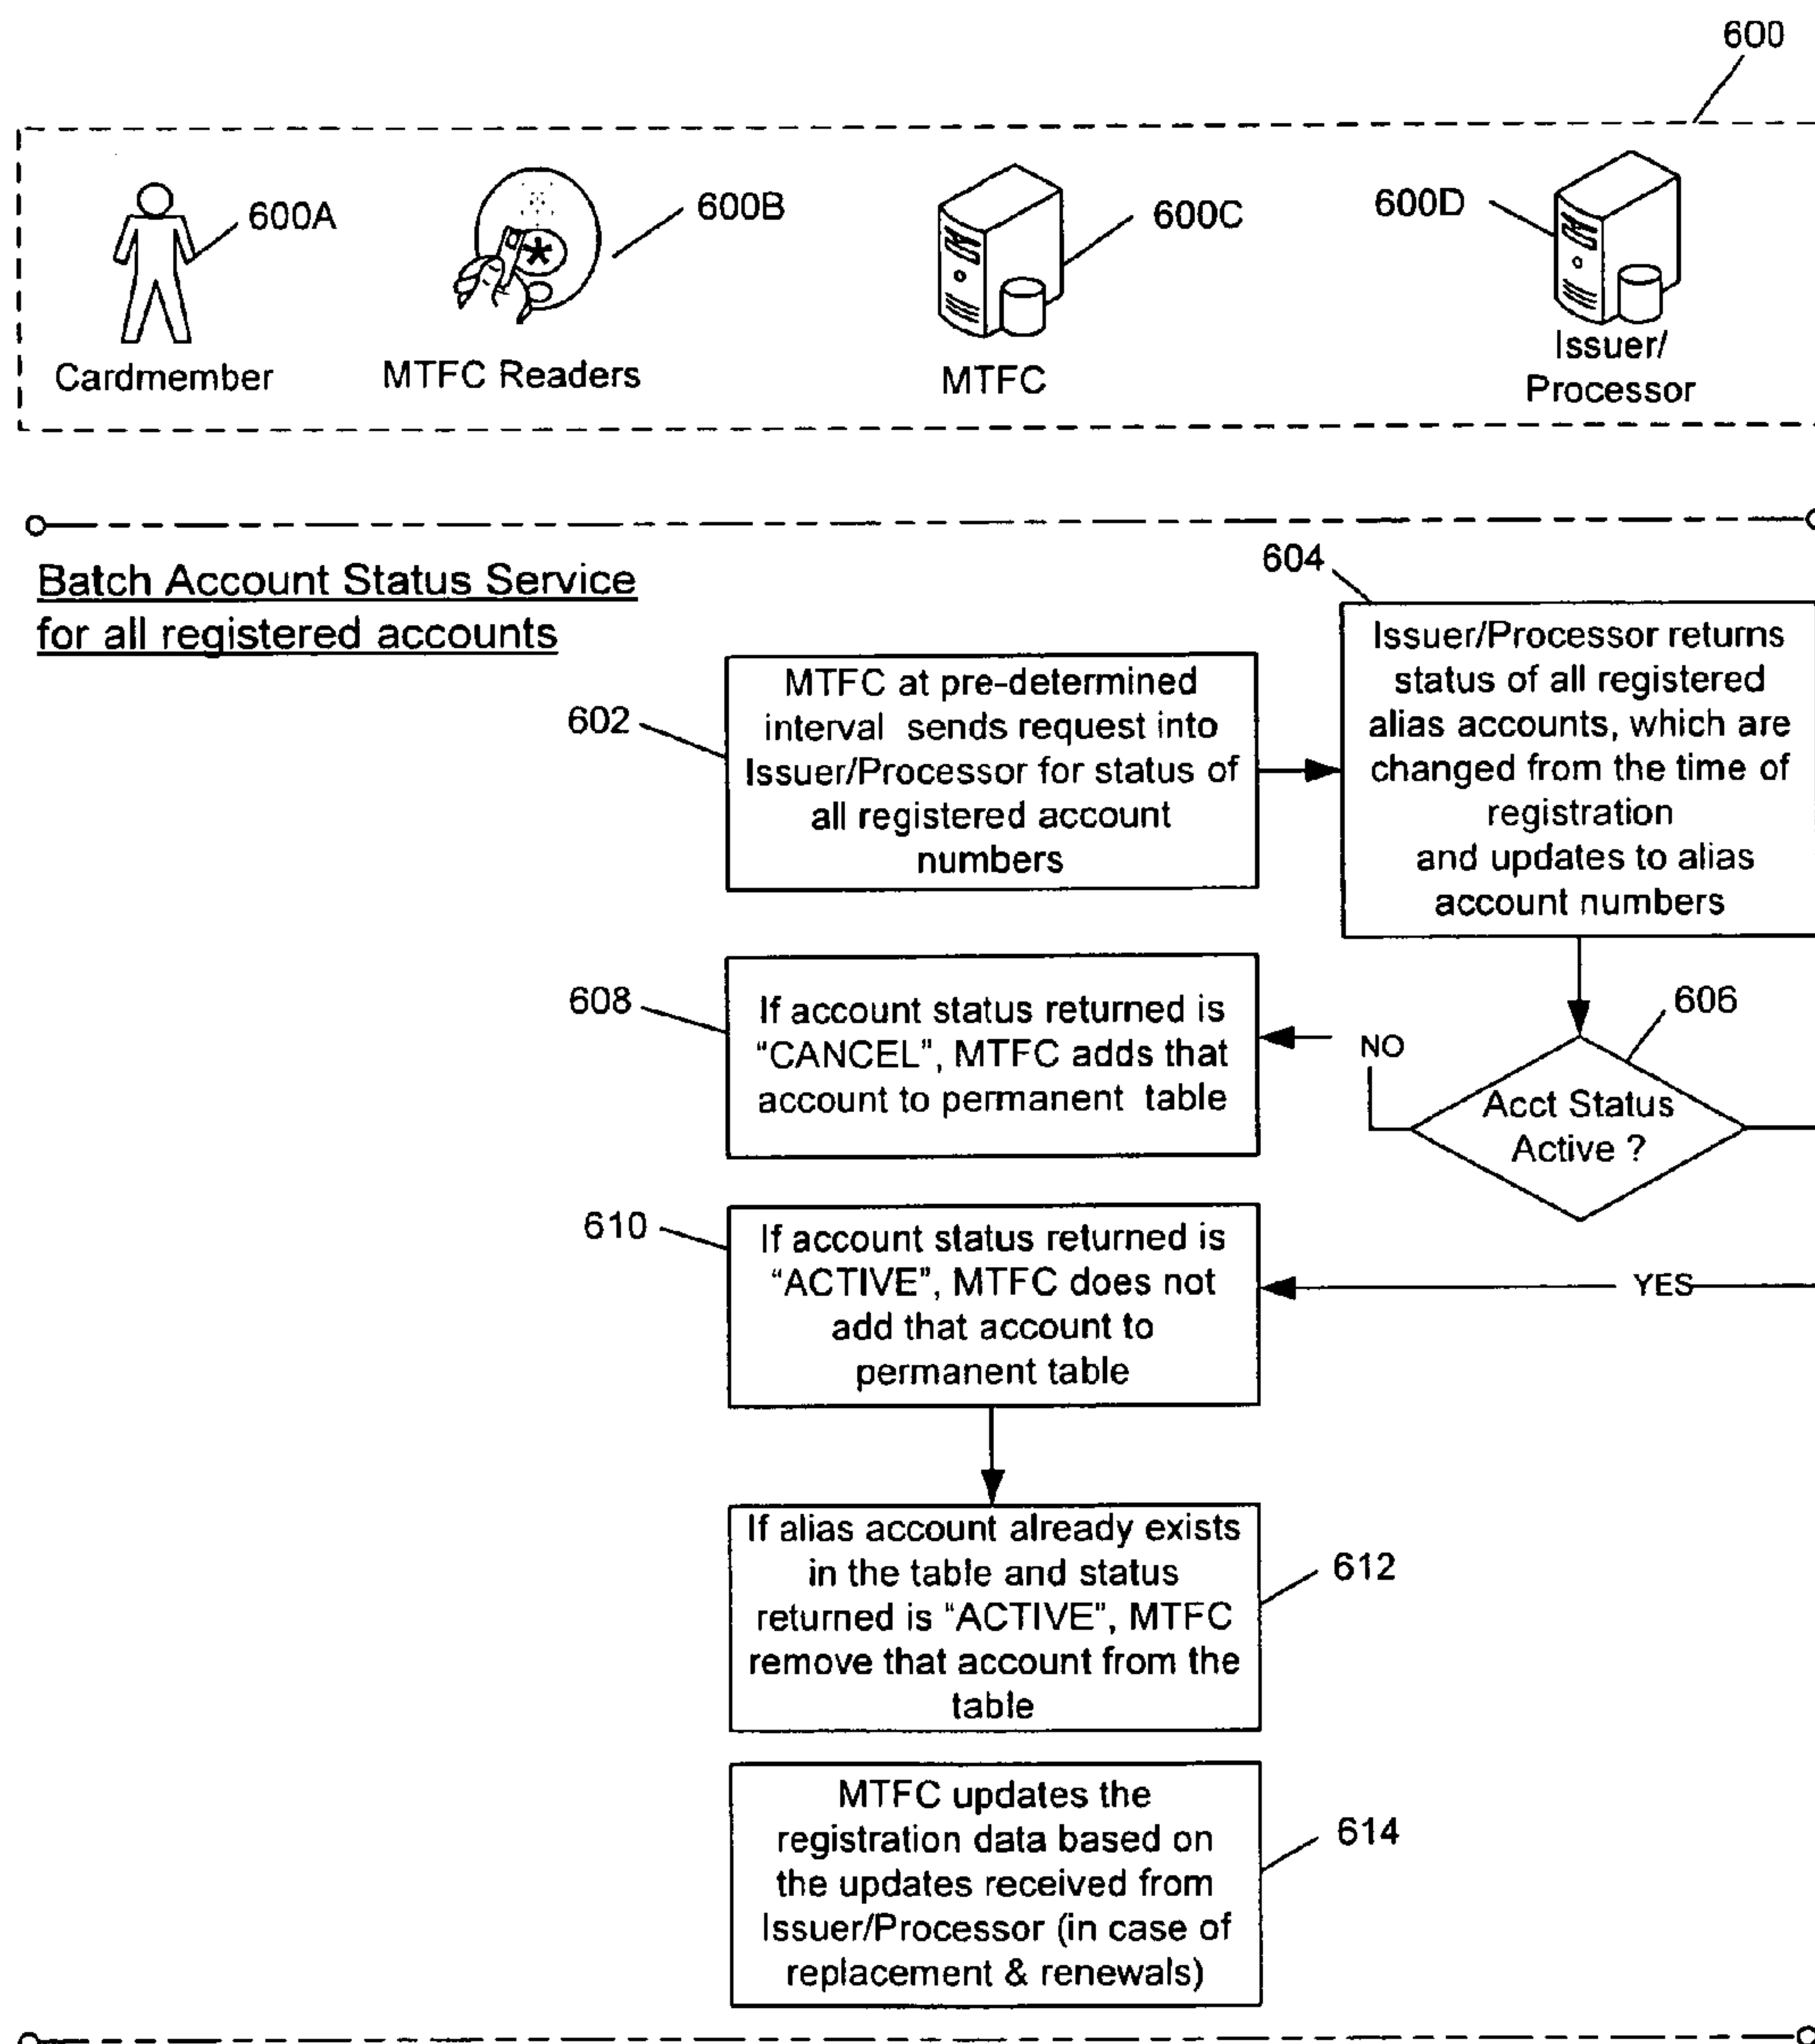 600
600A
600B
600C
600D
Cardmember
MTFC Readers
MTFC
Issuer/
Processor
Batch Account Status Service
for all registered accounts
602
MTFC at pre-determined
interval sends request into
Issuer/Processor for status of
all registered account
numbers
604
Issuer/Processor returns
status of all registered
alias accounts, which are
changed from the time of
registration
and updates to alias
account numbers
606
Acct Status
Active ?
NO
608
If account status returned is
“CANCEL”, MTFC adds that
account to permanent table
YES
610
If account status returned is
“ACTIVE”, MTFC does not
add that account to
permanent table
612
If alias account already exists
in the table and status
returned is “ACTIVE”, MTFC
remove that account from the
table
614
MTFC updates the
registration data based on
the updates received from
Issuer/Processor (in case of
replacement & renewals)